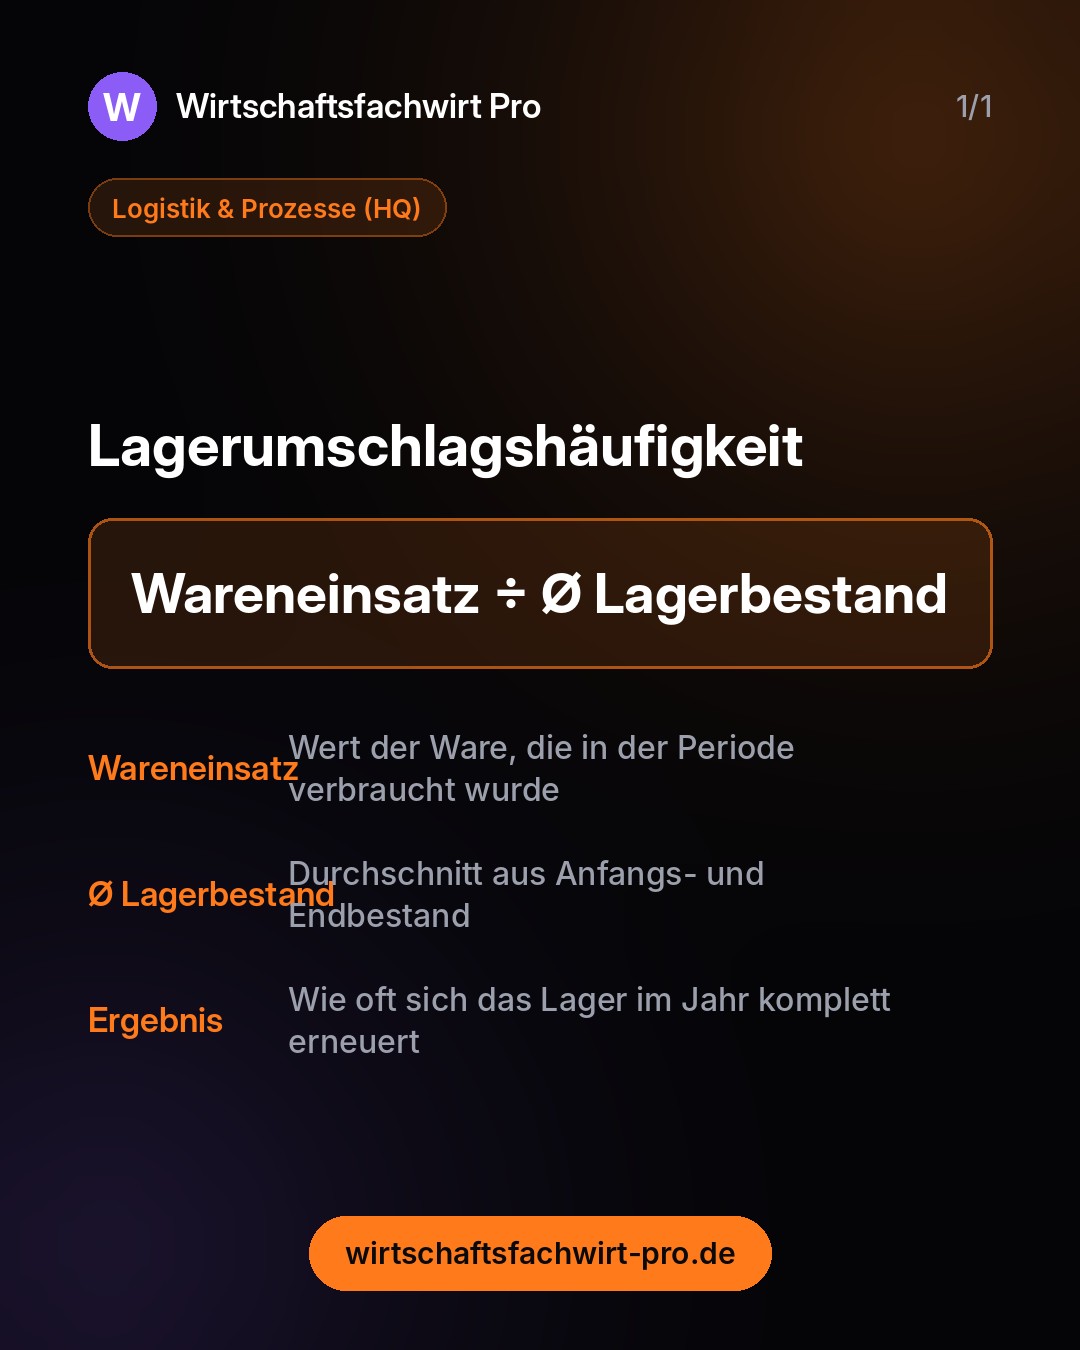 W Wirtschaftsfachwirt Pro 1/1
Logistik & Prozesse (HQ)
Lagerumschlagshäufigkeit
Wareneinsatz ÷ Ø Lagerbestand
Wareneinsatz
Wert der Ware, die in der Periode
verbraucht wurde
Ø Lagerbestand
Durchschnitt aus Anfangs- und
Endbestand
Ergebnis
Wie oft sich das Lager im Jahr komplett
erneuert
wirtschaftsfachwirt-pro.de